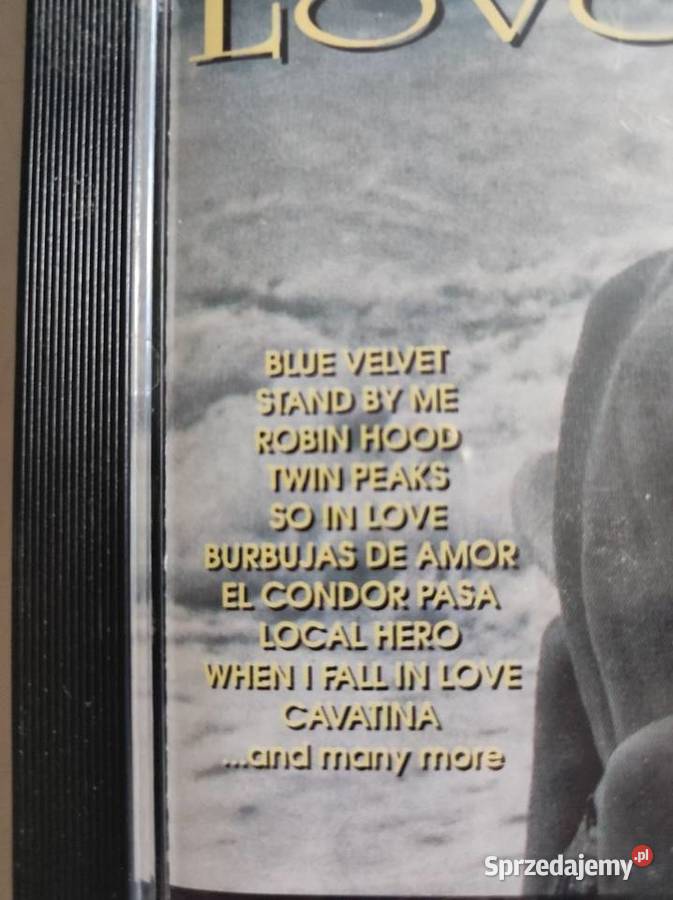 LOVE
BLUE VELVET
STAND BY ME
ROBIN HOOD
TWIN PEAKS
SO IN LOVE
BURBUJAS DE AMOR
EL CONDOR PASA
LOCAL HERO
WHEN I FALL IN LOVE
CAVATINA
...and many more
Sprzedajemy.pl